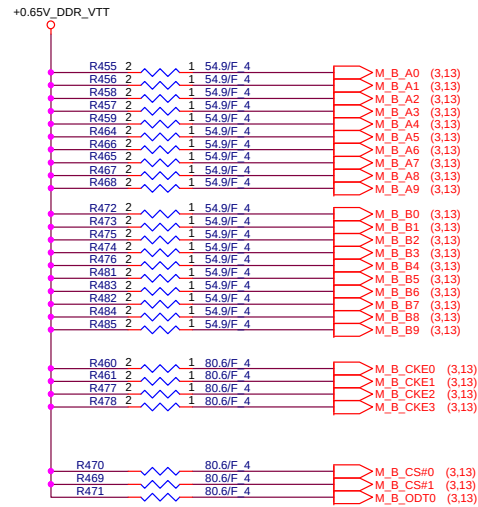 +0.65V_DDR_VTT
R455 2 1 54.9/F_4 M_B_A0 (3,13)
R456 2 1 54.9/F_4 M_B_A1 (3,13)
R458 2 1 54.9/F_4 M_B_A2 (3,13)
R457 2 1 54.9/F_4 M_B_A3 (3,13)
R459 2 1 54.9/F_4 M_B_A4 (3,13)
R464 2 1 54.9/F_4 M_B_A5 (3,13)
R466 2 1 54.9/F_4 M_B_A6 (3,13)
R465 2 1 54.9/F_4 M_B_A7 (3,13)
R467 2 1 54.9/F_4 M_B_A8 (3,13)
R468 2 1 54.9/F_4 M_B_A9 (3,13)
R472 2 1 54.9/F_4 M_B_B0 (3,13)
R473 2 1 54.9/F_4 M_B_B1 (3,13)
R475 2 1 54.9/F_4 M_B_B2 (3,13)
R474 2 1 54.9/F_4 M_B_B3 (3,13)
R476 2 1 54.9/F_4 M_B_B4 (3,13)
R481 2 1 54.9/F_4 M_B_B5 (3,13)
R483 2 1 54.9/F_4 M_B_B6 (3,13)
R482 2 1 54.9/F_4 M_B_B7 (3,13)
R484 2 1 54.9/F_4 M_B_B8 (3,13)
R485 2 1 54.9/F_4 M_B_B9 (3,13)
R460 2 1 80.6/F_4 M_B_CKE0 (3,13)
R461 2 1 80.6/F_4 M_B_CKE1 (3,13)
R477 2 1 80.6/F_4 M_B_CKE2 (3,13)
R478 2 1 80.6/F_4 M_B_CKE3 (3,13)
R470 80.6/F_4 M_B_CS#0 (3,13)
R469 80.6/F_4 M_B_CS#1 (3,13)
R471 80.6/F_4 M_B_ODT0 (3,13)